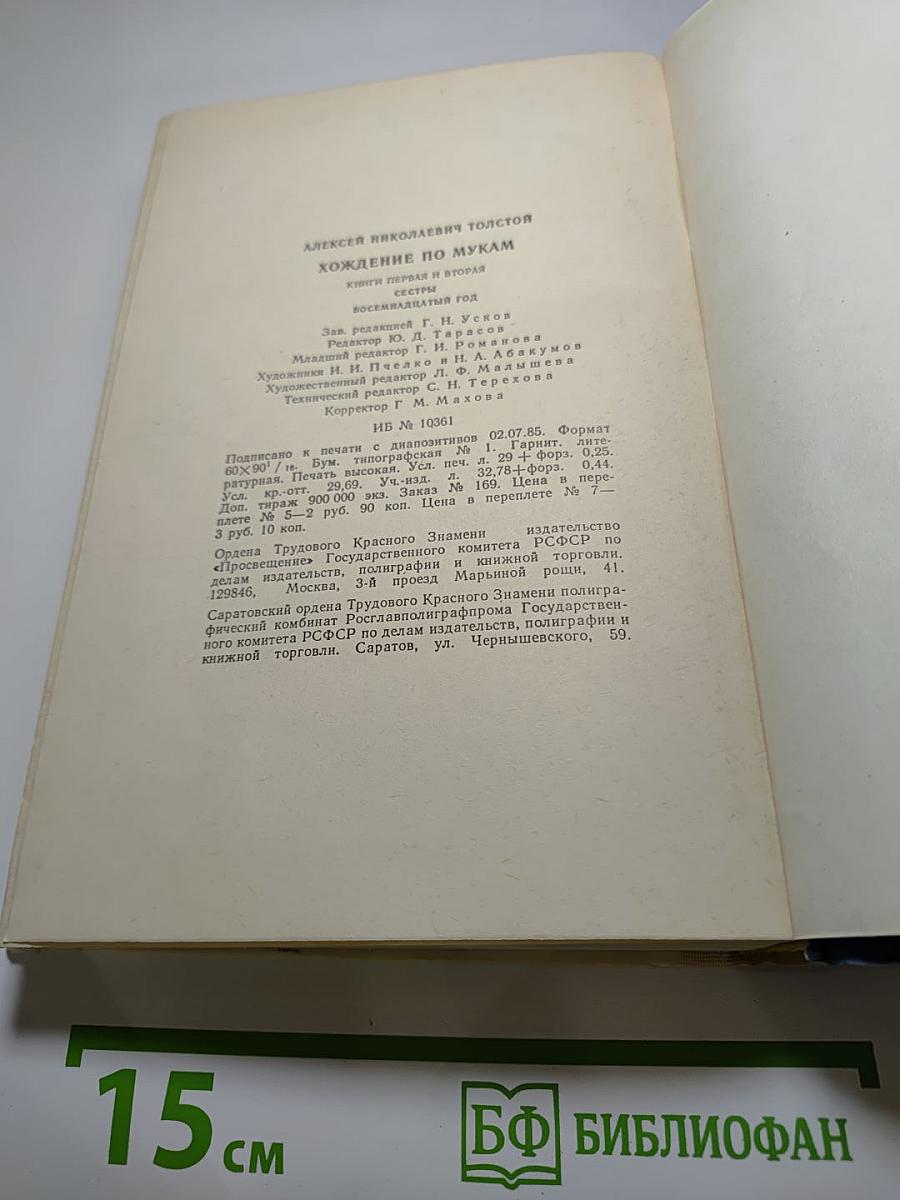 АЛЕКСЕЙ НИКОЛАЕВИЧ ТОЛСТОЙ
ХОЖДЕНИЕ ПО МУКАМ
КНИГИ ПЕРВАЯ И ВТОРАЯ
СЕСТРЫ
ВОСЕМНАДЦАТЫЙ ГОД
Зав. редакцией Г. Н. Усков
Редактор Ю. Д. Тарасов
Младший редактор Г. И. Романова
Художники И. И. Пчелко и Н. А. Абакумов
Художественный редактор Л. Ф. Малышева
Технический редактор С. Н. Терехова
Корректор Г М. Махова
ИБ № 10361
Подписано к печати с диапозитивов 02.07.85. Формат
60×90¹/₁₆. Бум. типографская № 1. Гарнит. лите-
ратурная. Печать высокая. Усл. печ. л. 29 + форз. 0,25.
Усл. кр.-отт. 29,69. Уч.-изд. л. 32,78+форз. 0,44.
Доп. тираж 900 000 экз. Заказ № 169. Цена в пере-
плете № 5—2 руб. 90 коп. Цена в переплете № 7—
3 руб. 10 коп.
Ордена Трудового Красного Знамени издательство
«Просвещение» Государственного комитета РСФСР по
делам издательств, полиграфии и книжной торговли.
129846, Москва, 3-й проезд Марьиной рощи, 41.
Саратовский ордена Трудового Красного Знамени полигра-
фический комбинат Росглавполиграфпрома Государствен-
ного комитета РСФСР по делам издательств, полиграфии и
книжной торговли. Саратов, ул. Чернышевского, 59.
15 см
БФ БИБЛИОФАН